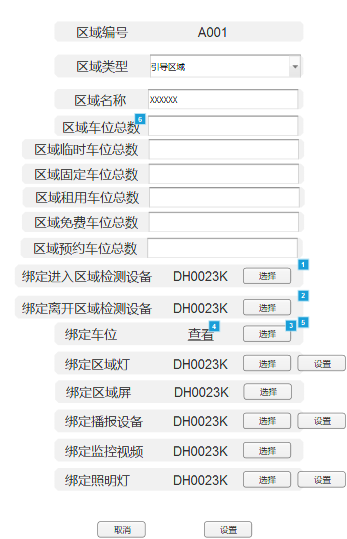 区域编号 A001
区域类型 引导区域
区域名称 XXXXXX
区域车位总数 6
区域临时车位总数
区域固定车位总数
区域租用车位总数
区域免费车位总数
区域预约车位总数
绑定进入区域检测设备 DH0023K 选择 1
绑定离开区域检测设备 DH0023K 选择 2
绑定车位 查看 4 选择 3 5
绑定区域灯 DH0023K 选择 设置
绑定区域屏 DH0023K 选择
绑定播报设备 DH0023K 选择 设置
绑定监控视频 DH0023K 选择
绑定照明灯 DH0023K 选择 设置
取消 设置